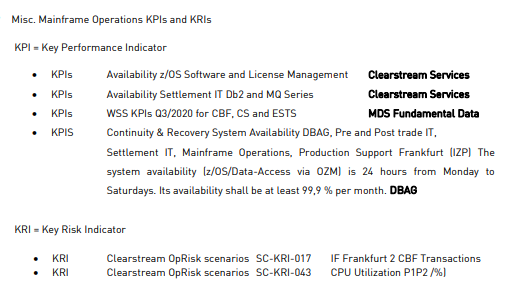 Misc. Mainframe Operations KPIs and KRIs
KPI = Key Performance Indicator
• KPIs Availability z/OS Software and License Management Clearstream Services
• KPIs Availability Settlement IT Db2 and MQ Series Clearstream Services
• KPIs WSS KPIs Q3/2020 for CBF, CS and ESTS MDS Fundamental Data
• KPIS Continuity & Recovery System Availability DBAG, Pre and Post trade IT,
Settlement IT, Mainframe Operations, Production Support Frankfurt (IZP) The
system availability (z/OS/Data-Access via OZM) is 24 hours from Monday to
Saturdays. Its availability shall be at least 99,9 % per month. DBAG
KRI = Key Risk Indicator
• KRI Clearstream OpRisk scenarios SC-KRI-017 IF Frankfurt 2 CBF Transactions
• KRI Clearstream OpRisk scenarios SC-KRI-043 CPU Utilization P1P2 /%)